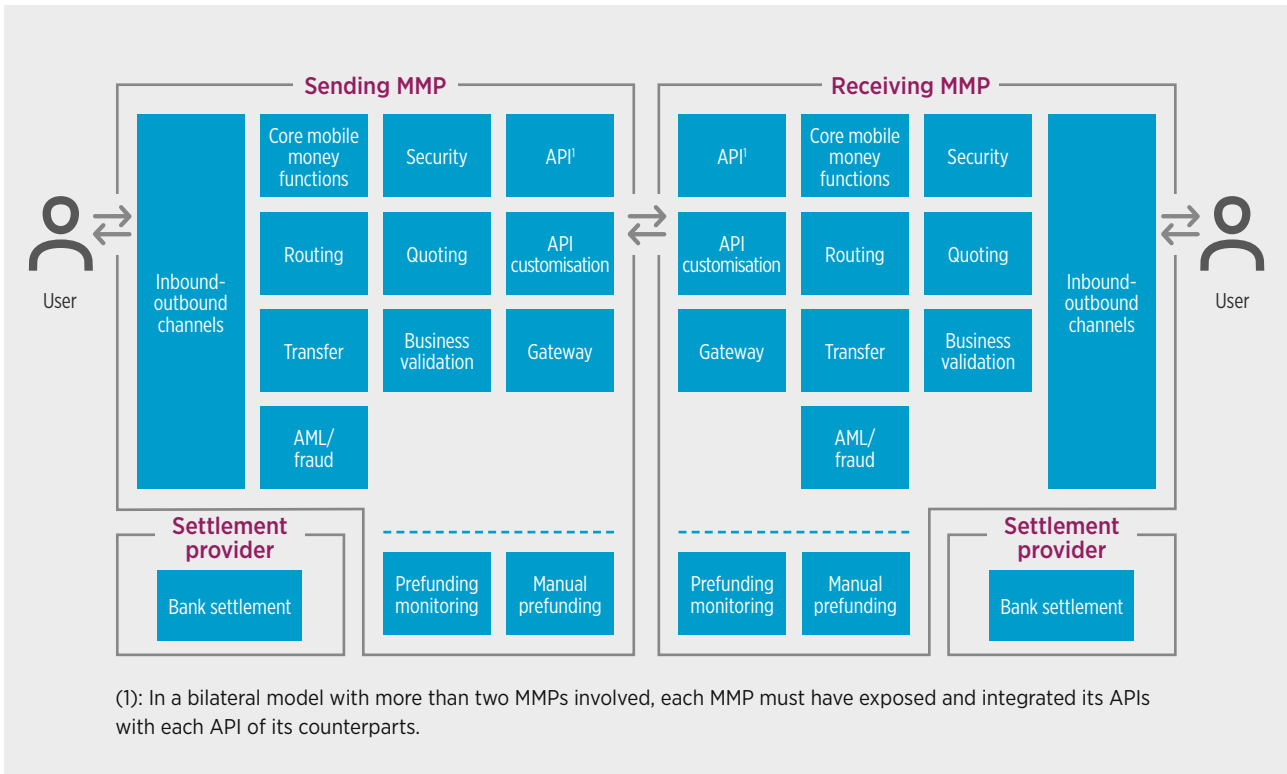 Sending MMP
Receiving MMP
User
Inbound-
outbound
channels
Core mobile
money
functions
Security
API¹
Routing
Quoting
API
customisation
Transfer
Business
validation
Gateway
AML/
fraud
Settlement
provider
Bank settlement
Prefunding
monitoring
Manual
prefunding
API¹
Core mobile
money
functions
Security
API
customisation
Routing
Quoting
Gateway
Transfer
Business
validation
AML/
fraud
Inbound-
outbound
channels
User
Prefunding
monitoring
Manual
prefunding
Settlement
provider
Bank settlement
(1): In a bilateral model with more than two MMPs involved, each MMP must have exposed and integrated its APIs
with each API of its counterparts.